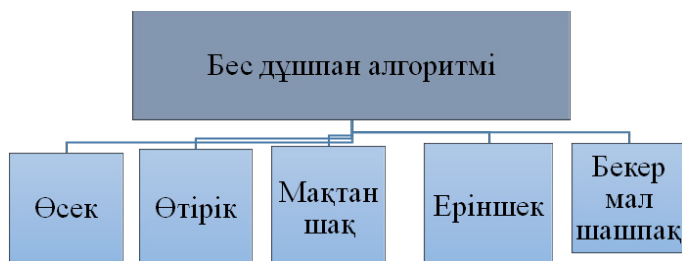 Бес дұшпан алгоритмі
Өсек
Өтірік
Мақтан
шақ
Еріншек
Бекер
мал
шашпақ